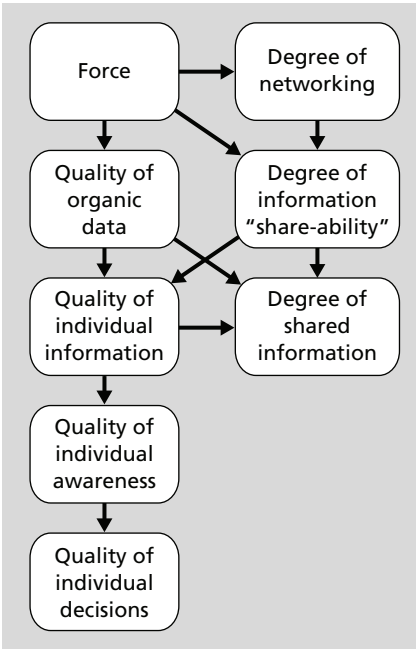 Force
Degree of
networking
Quality of
organic
data
Degree of
information
“share-ability”
Quality of
individual
information
Degree of
shared
information
Quality of
individual
awareness
Quality of
individual
decisions